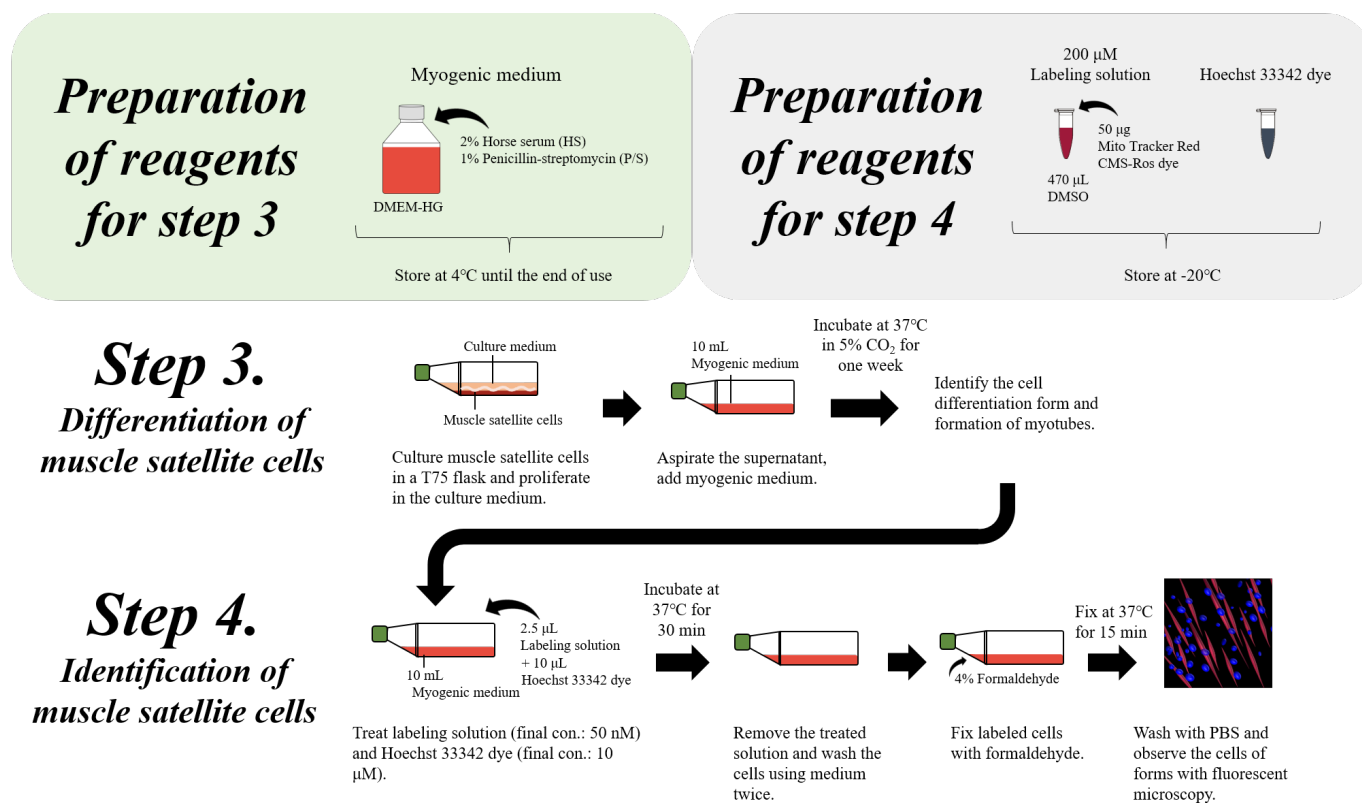 Preparation
of reagents
for step 3
Myogenic medium
2% Horse serum (HS)
1% Penicillin-streptomycin (P/S)
DMEM-HG
Store at 4℃ until the end of use
Preparation
of reagents
for step 4
200 μM
Labeling solution
50 μg
Mito Tracker Red
CMS-Ros dye
470 μL
DMSO
Hoechst 33342 dye
Store at -20℃
Step 3.
Differentiation of
muscle satellite cells
Culture medium
Muscle satellite cells
Culture muscle satellite cells
in a T75 flask and proliferate
in the culture medium.
10 mL
Myogenic medium
Aspirate the supernatant,
add myogenic medium.
Incubate at 37℃
in 5% CO₂ for
one week
Identify the cell
differentiation form and
formation of myotubes.
Step 4.
Identification of
muscle satellite cells
2.5 μL
Labeling solution
+ 10 μL
Hoechst 33342 dye
10 mL
Myogenic medium
Treat labeling solution (final con.: 50 nM)
and Hoechst 33342 dye (final con.: 10
μM).
Incubate at
37℃ for
30 min
Remove the treated
solution and wash the
cells using medium
twice.
4% Formaldehyde
Fix labeled cells
with formaldehyde.
Fix at 37℃
for 15 min
Wash with PBS and
observe the cells of
forms with fluorescent
microscopy.